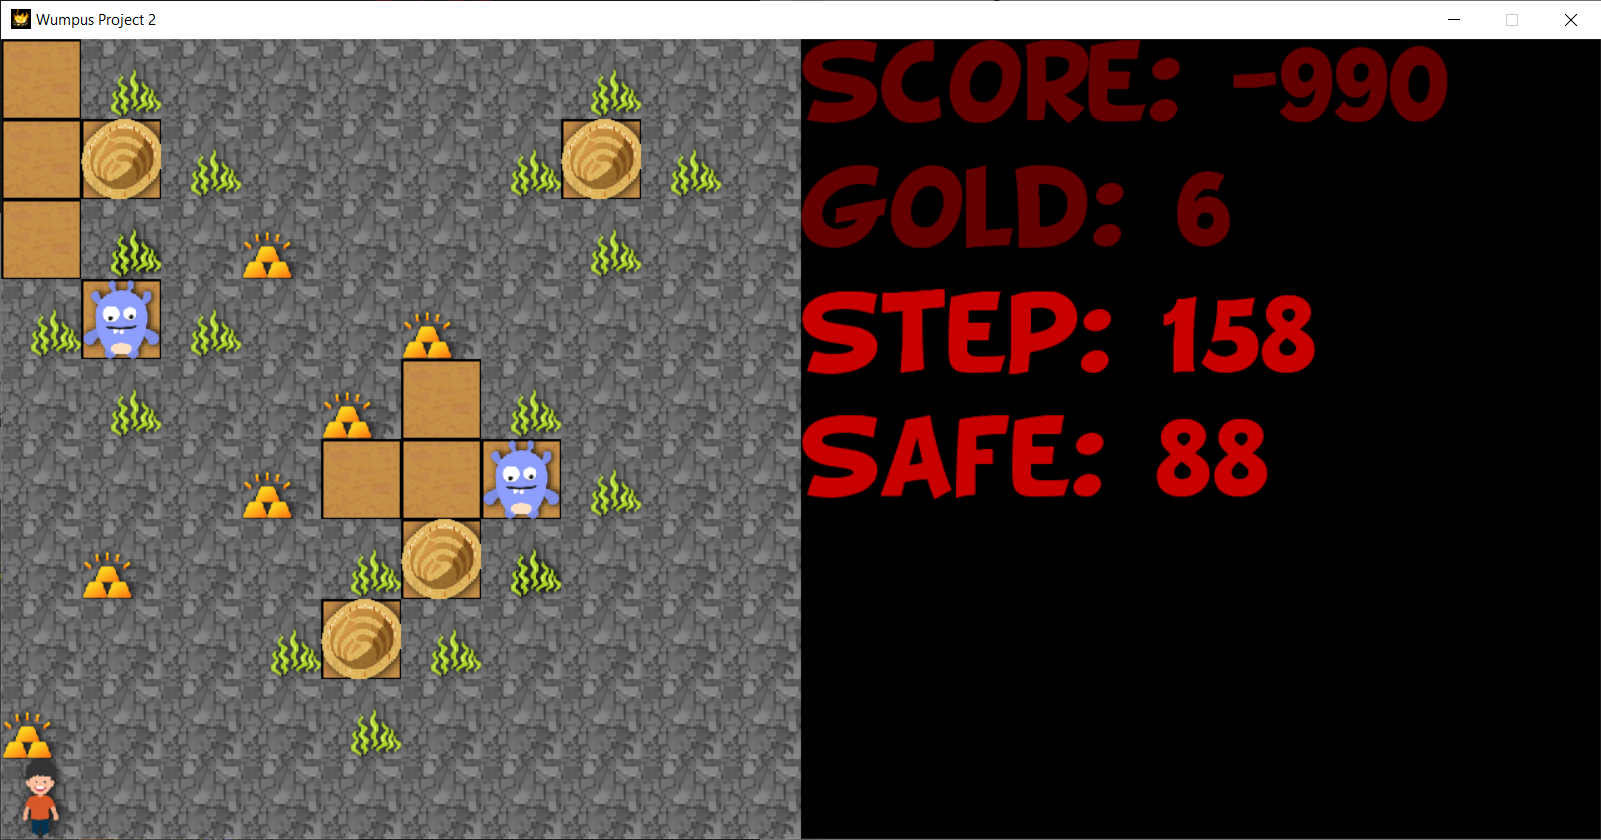 Wumpus Project 2
SCORE: -990
GOLD: 6
STEP: 158
SAFE: 88